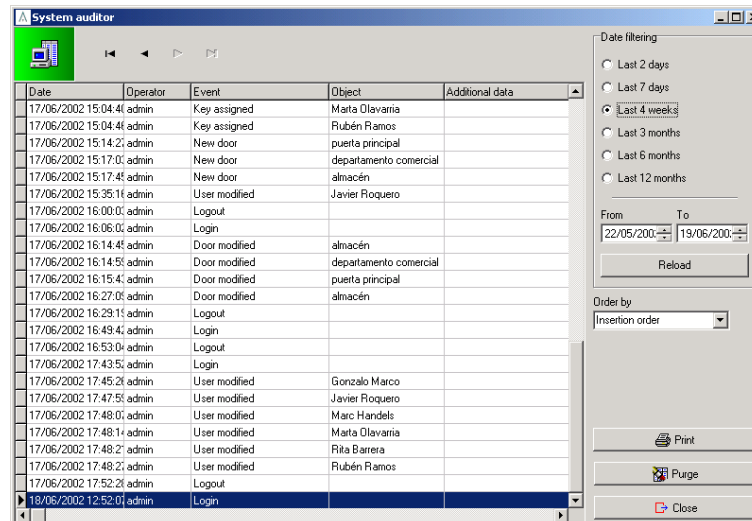 System auditor
Date filtering
Last 2 days
Last 7 days
Last 4 weeks
Last 3 months
Last 6 months
Last 12 months
From To
22/05/200 19/06/200
Reload
Order by
Insertion order
Print
Purge
Close
Date Operator Event Object Additional data
17/06/2002 15:04:4 admin Key assigned Marta Olavarria
17/06/2002 15:04:4 admin Key assigned Rubén Ramos
17/06/2002 15:14:2 admin New door puerta principal
17/06/2002 15:17:0 admin New door departamento comercial
17/06/2002 15:17:4 admin New door almacén
17/06/2002 15:35:1 admin User modified Javier Roquero
17/06/2002 16:00:0 admin Logout
17/06/2002 16:06:0 admin Login
17/06/2002 16:14:4 admin Door modified almacén
17/06/2002 16:14:5 admin Door modified departamento comercial
17/06/2002 16:15:4 admin Door modified puerta principal
17/06/2002 16:27:0 admin Door modified almacén
17/06/2002 16:29:1 admin Logout
17/06/2002 16:49:4 admin Login
17/06/2002 16:53:0 admin Logout
17/06/2002 17:43:5 admin Login
17/06/2002 17:45:2 admin User modified Gonzalo Marco
17/06/2002 17:47:5 admin User modified Javier Roquero
17/06/2002 17:48:0 admin User modified Marc Handels
17/06/2002 17:48:1 admin User modified Marta Olavarria
17/06/2002 17:48:2 admin User modified Rita Barrera
17/06/2002 17:48:2 admin User modified Rubén Ramos
17/06/2002 17:52:2 admin Logout
18/06/2002 12:52:0 admin Login